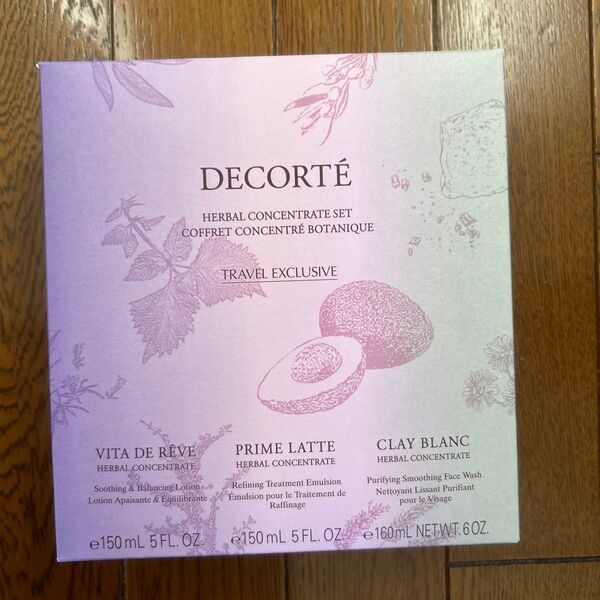 DECORTÉ
HERBAL CONCENTRATE SET
COFFRET CONCENTRÉ BOTANIQUE
TRAVEL EXCLUSIVE
VITA DE RÊVE
HERBAL CONCENTRATE
Soothing & Balancing Lotion
Lotion Apaisante & Équilibrante
℮150 mL 5 FL. OZ.
PRIME LATTE
HERBAL CONCENTRATE
Refining Treatment Emulsion
Émulsion pour le Traitement de
Raffinage
℮150 mL 5 FL. OZ.
CLAY BLANC
HERBAL CONCENTRATE
Purifying Smoothing Face Wash
Nettoyant Lissant Purifiant
pour le Visage
℮160mL NET WT. 6 OZ.